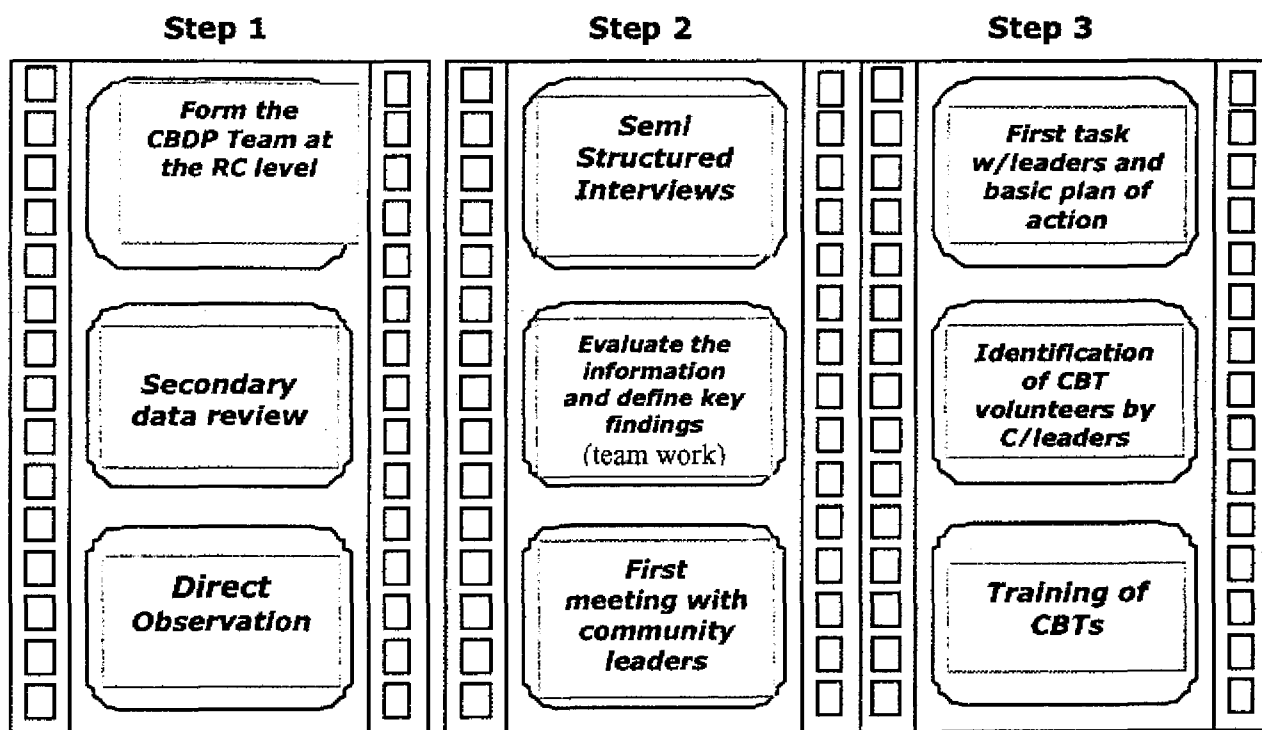 Step 1
Form the
CBDP Team at
the RC level
Secondary
data review
Direct
Observation
Step 2
Semi
Structured
Interviews
Evaluate the
information
and define key
findings
(team work)
First
meeting with
community
leaders
Step 3
First task
w/leaders and
basic plan of
action
Identification
of CBT
volunteers by
C/leaders
Training of
CBTs